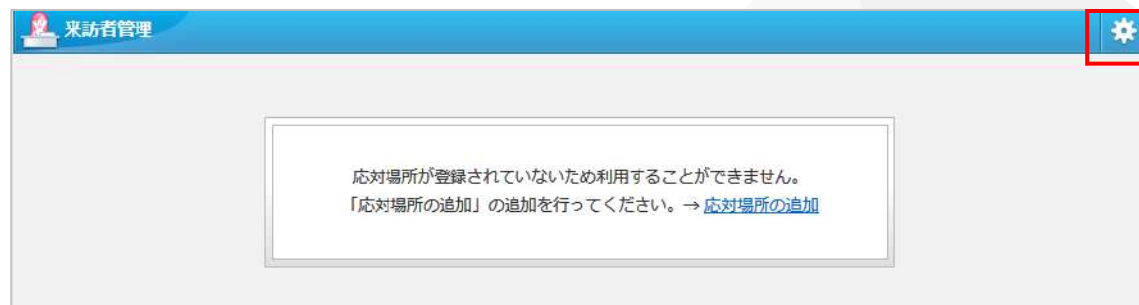 来訪者管理
応対場所が登録されていないため利用することができません。
「応対場所の追加」の追加を行ってください。→応対場所の追加